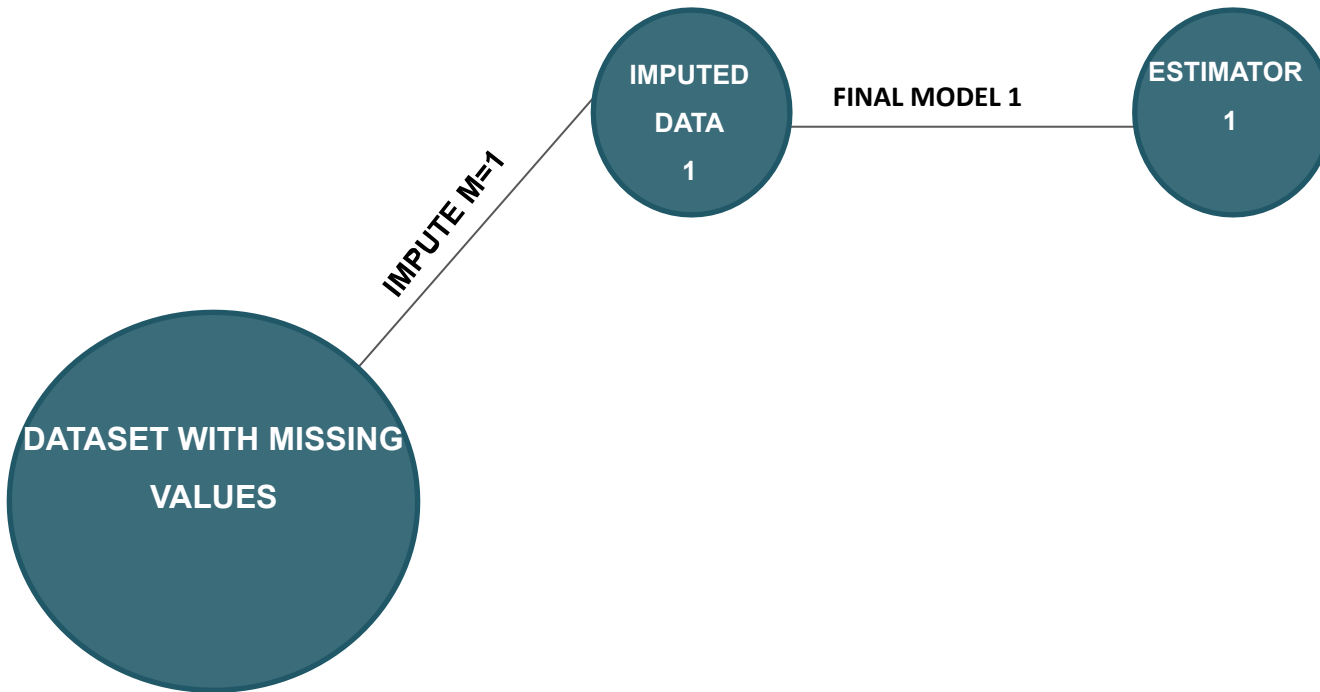 IMPUTED
DATA
1
FINAL MODEL 1
ESTIMATOR
1
IMPUTE M=1
DATASET WITH MISSING
VALUES